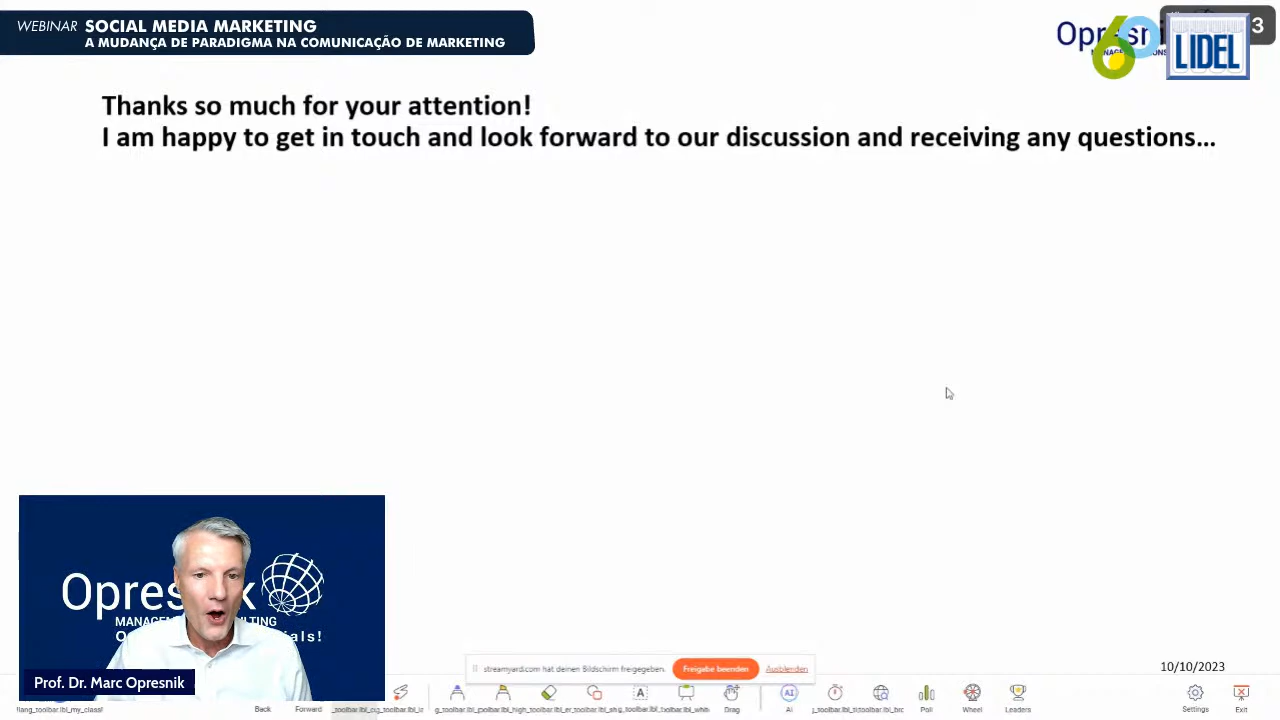 WEBINAR SOCIAL MEDIA MARKETING
A MUDANÇA DE PARADIGMA NA COMUNICAÇÃO DE MARKETING
60
LIDEL
3
Thanks so much for your attention!
I am happy to get in touch and look forward to our discussion and receiving any questions...
Prof. Dr. Marc Opresnik
streamyard.com hat deinen Bildschirm freigegeben.
Freigabe beenden
Ausblenden
10/10/2023
Back
Forward
Drag
AI
Poll
Wheel
Leaders
Settings
Exit